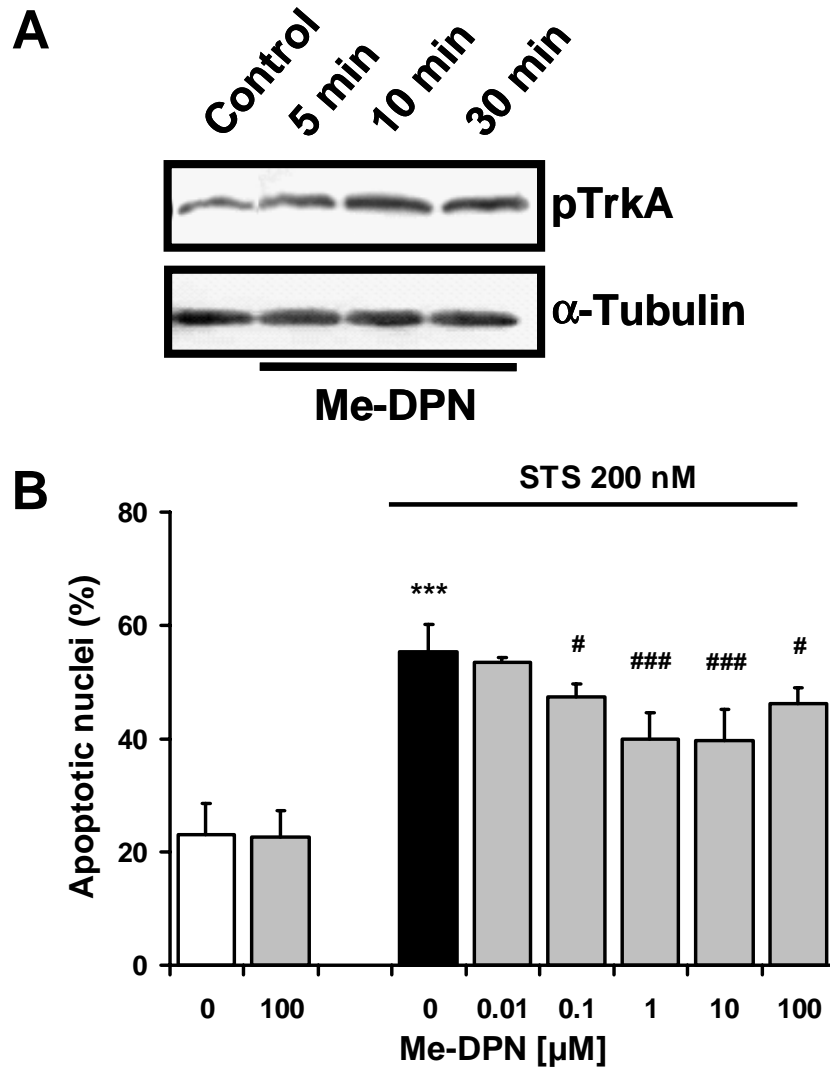 A
Control 5 min 10 min 30 min
pTrkA
α-Tubulin
Me-DPN
B
STS 200 nM
80
60
40
20
0
Apoptotic nuclei (%)
***
# ### ### #
0 100 0 0.01 0.1 1 10 100
Me-DPN [µM]